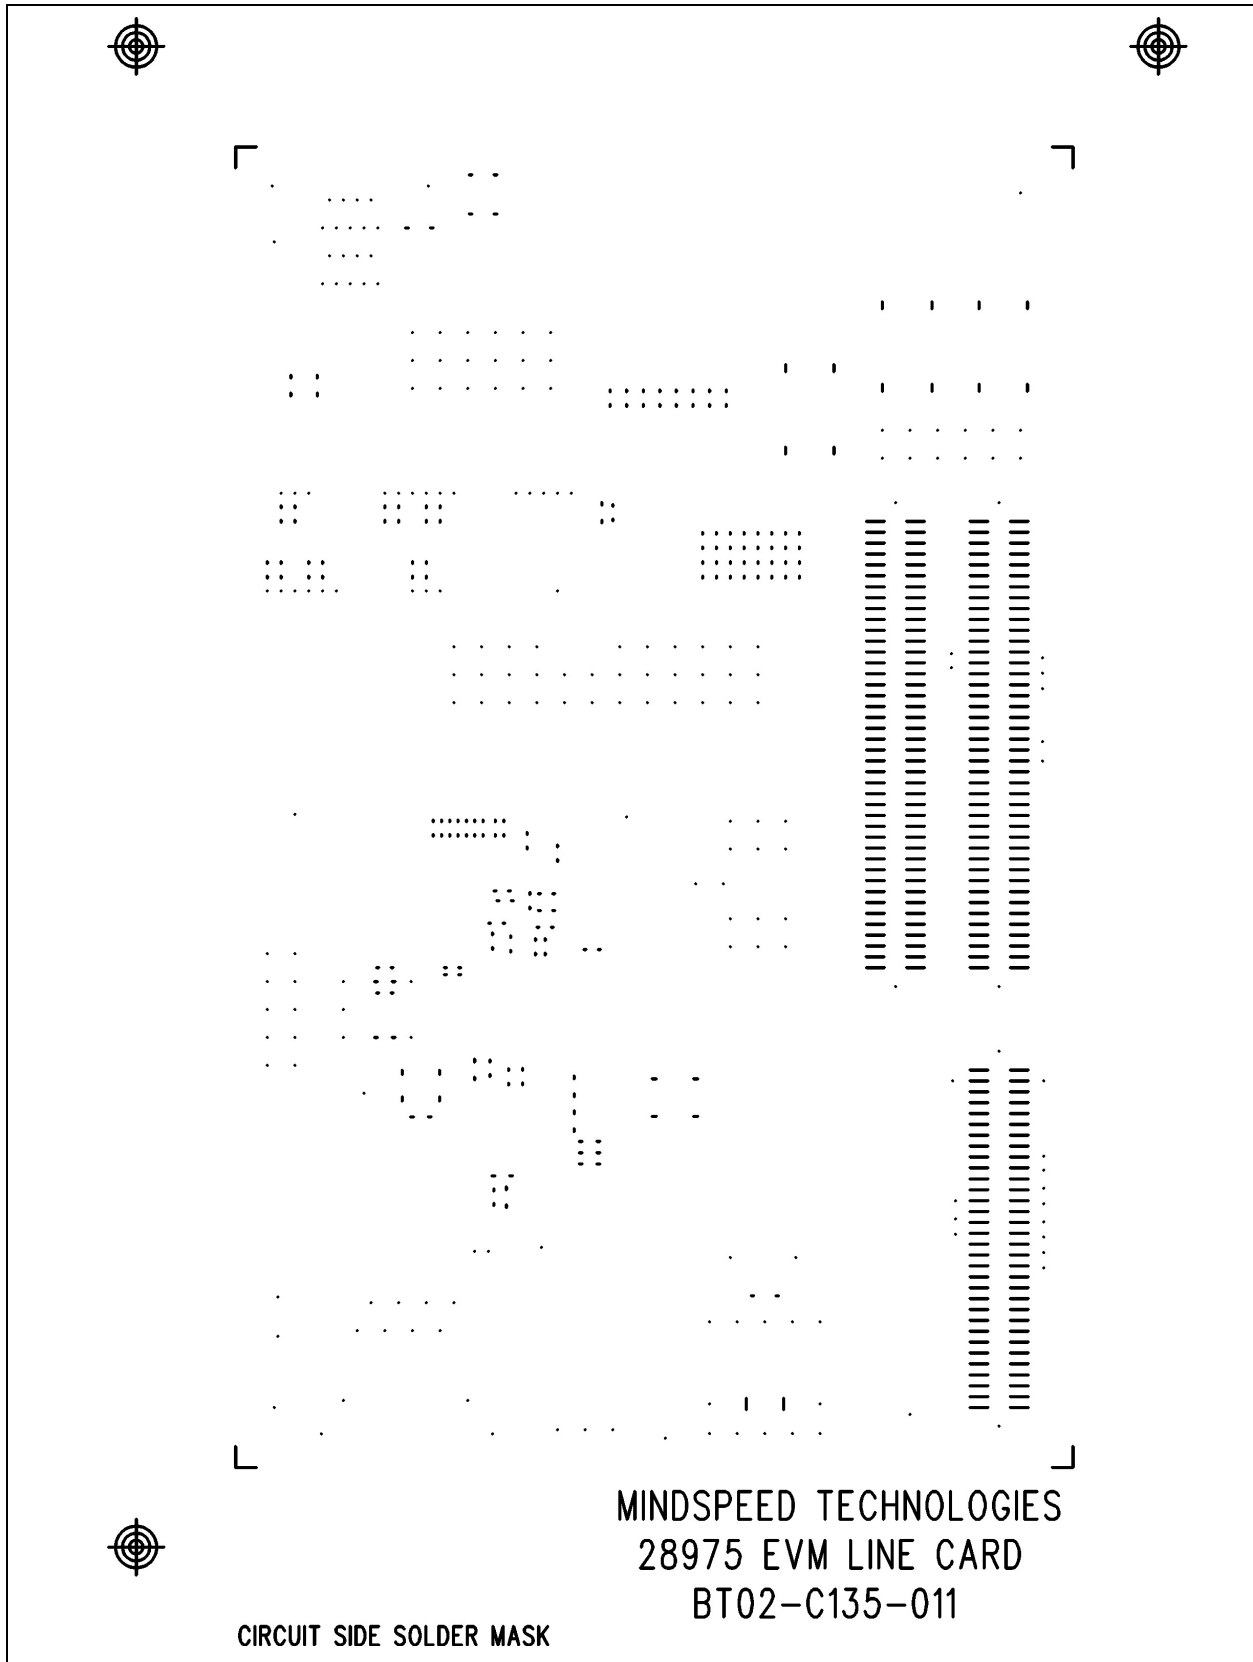 MINDSPEED TECHNOLOGIES
28975 EVM LINE CARD
BT02-C135-011
CIRCUIT SIDE SOLDER MASK